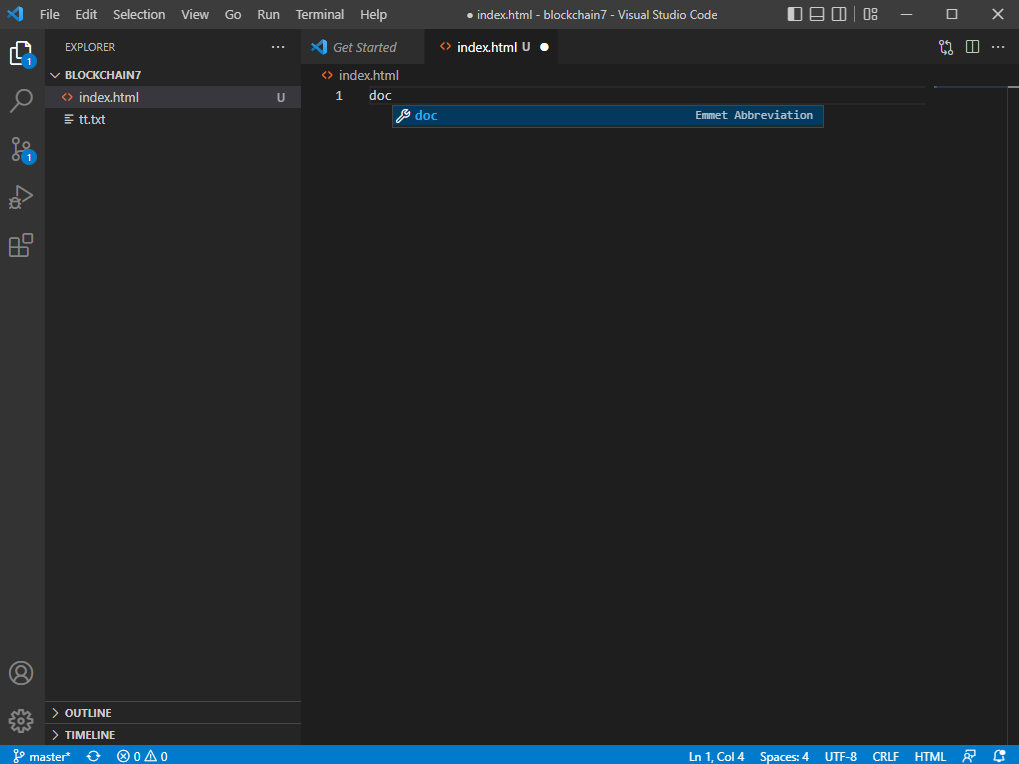 File Edit Selection View Go Run Terminal Help ● index.html - blockchain7 - Visual Studio Code
EXPLORER
Get Started
index.html U
1
BLOCKCHAIN7
index.html
index.html U
1 doc
doc Emmet Abbreviation
tt.txt
1
OUTLINE
TIMELINE
master* 0 0 Ln 1, Col 4 Spaces: 4 UTF-8 CRLF HTML